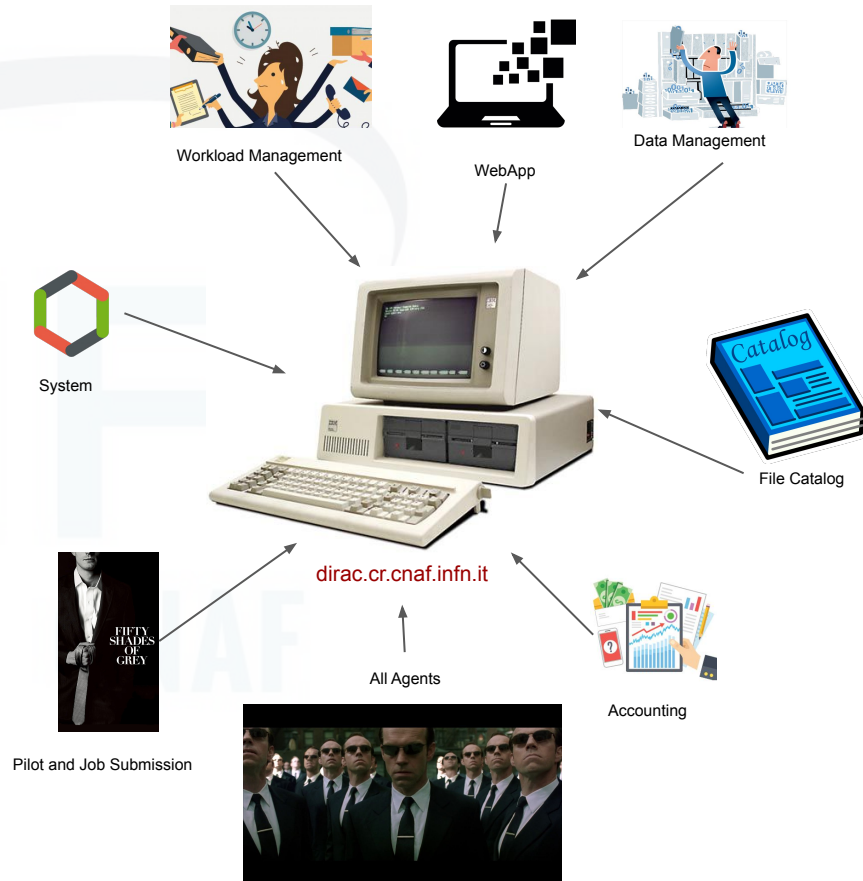 Workload Management
WebApp
Data Management
System
Catalog
File Catalog
dirac.cr.cnaf.infn.it
FIFTY
SHADES
OF
GREY
All Agents
Accounting
?
Pilot and Job Submission